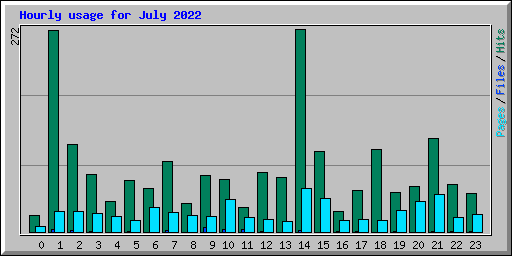 Hourly usage for July 2022
272
Pages/Files/Hits
0 1 2 3 4 5 6 7 8 9 10 11 12 13 14 15 16 17 18 19 20 21 22 23